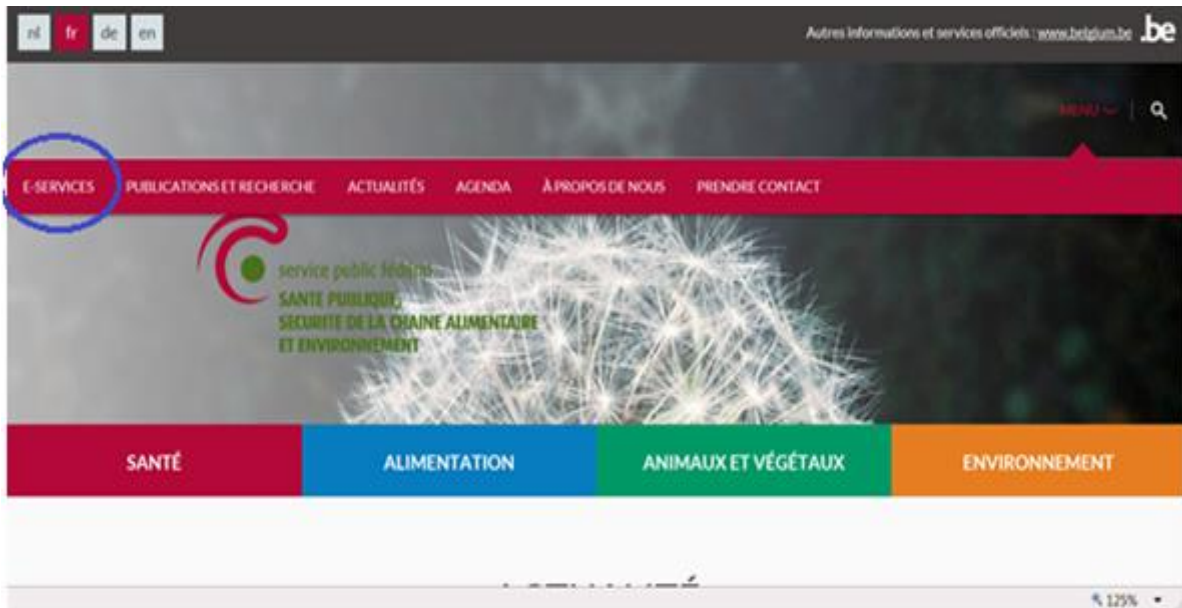 nl fr de en
Autres informations et services officiels : www.belgium.be .be
MENU
E-SERVICES PUBLICATIONS ET RECHERCHE ACTUALITÉS AGENDA À PROPOS DE NOUS PRENDRE CONTACT
service public fédéral
SANTE PUBLIQUE,
SECURITE DE LA CHAINE ALIMENTAIRE
ET ENVIRONNEMENT
SANTÉ ALIMENTATION ANIMAUX ET VÉGÉTAUX ENVIRONNEMENT
125%